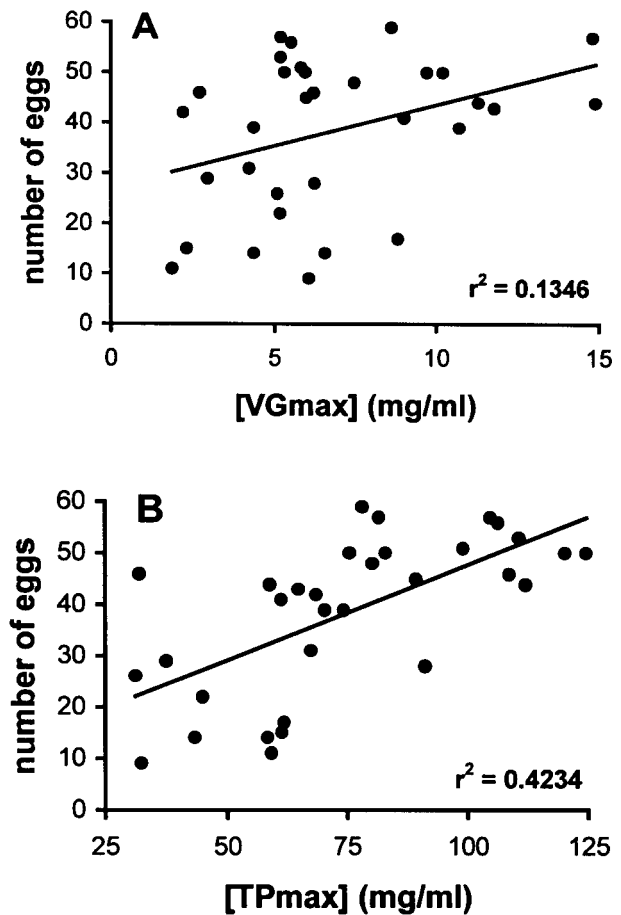 A
60
50
40
30
20
10
0
number of eggs
r² = 0.1346
0 5 10 15
[VGmax] (mg/ml)
B
60
50
40
30
20
10
0
number of eggs
r² = 0.4234
25 50 75 100 125
[TPmax] (mg/ml)